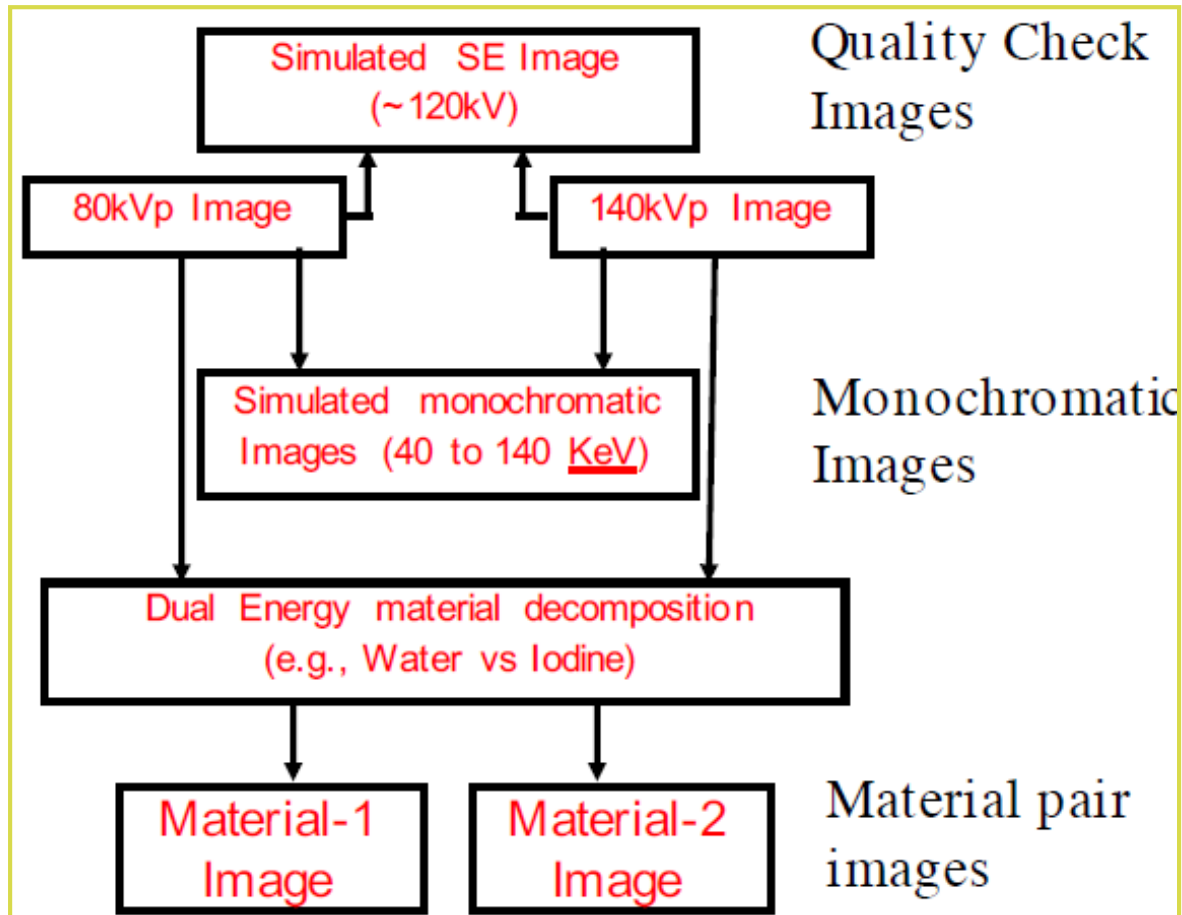 Simulated SE Image
(~120kV)
Quality Check
Images
80kVp Image
140kVp Image
Simulated monochromatic
Images (40 to 140 KeV)
Monochromatic
Images
Dual Energy material decomposition
(e.g., Water vs Iodine)
Material-1
Image
Material-2
Image
Material pair
images